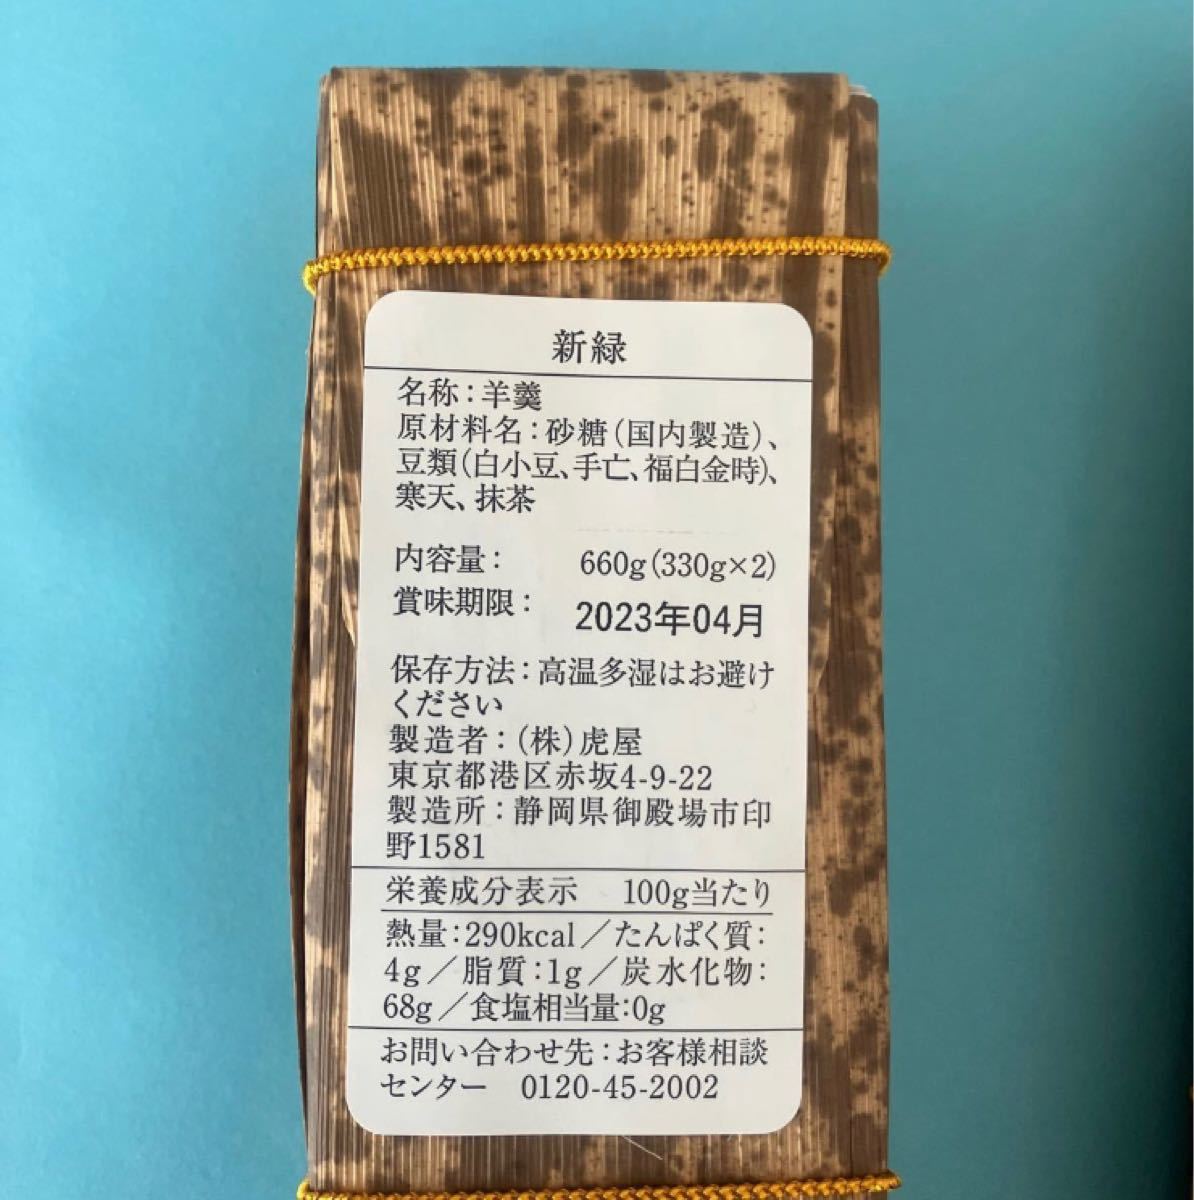 新緑
名称：羊羹
原材料名：砂糖（国内製造）、
豆類（白小豆、手亡、福白金時）、
寒天、抹茶
内容量： 660g（330g×2）
賞味期限： 2023年04月
保存方法：高温多湿はお避け
ください
製造者：（株）虎屋
東京都港区赤坂4-9-22
製造所：静岡県御殿場市印
野1581
栄養成分表示 100g当たり
熱量：290kcal／たんぱく質：
4g／脂質：1g／炭水化物：
68g／食塩相当量：0g
お問い合わせ先：お客様相談
センター 0120-45-2002